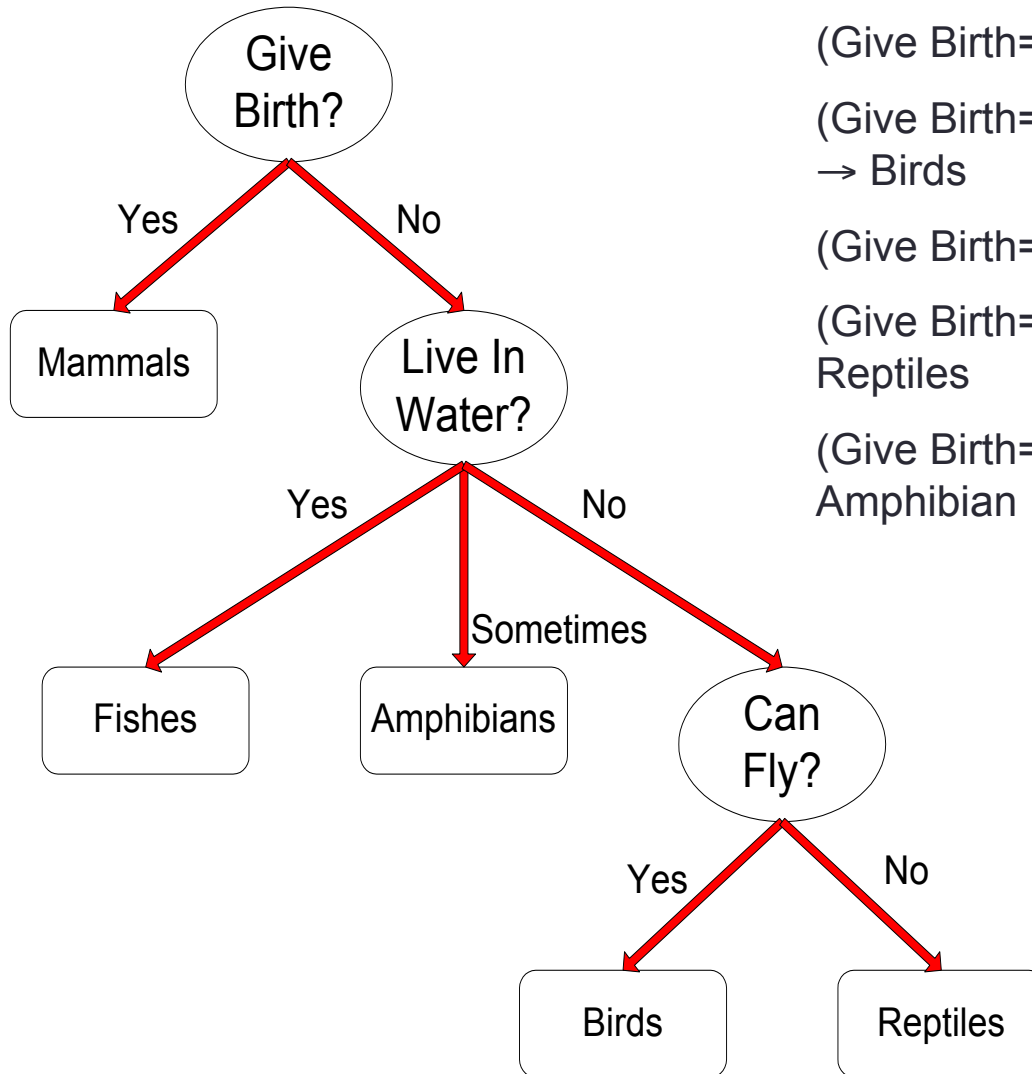 Give
Birth?
Yes
No
Mammals
Live In
Water?
Yes
No
Sometimes
Fishes
Amphibians
Can
Fly?
Yes
No
Birds
Reptiles
(Give Birth=
(Give Birth=
→ Birds
(Give Birth=
(Give Birth=
Reptiles
(Give Birth=
Amphibian